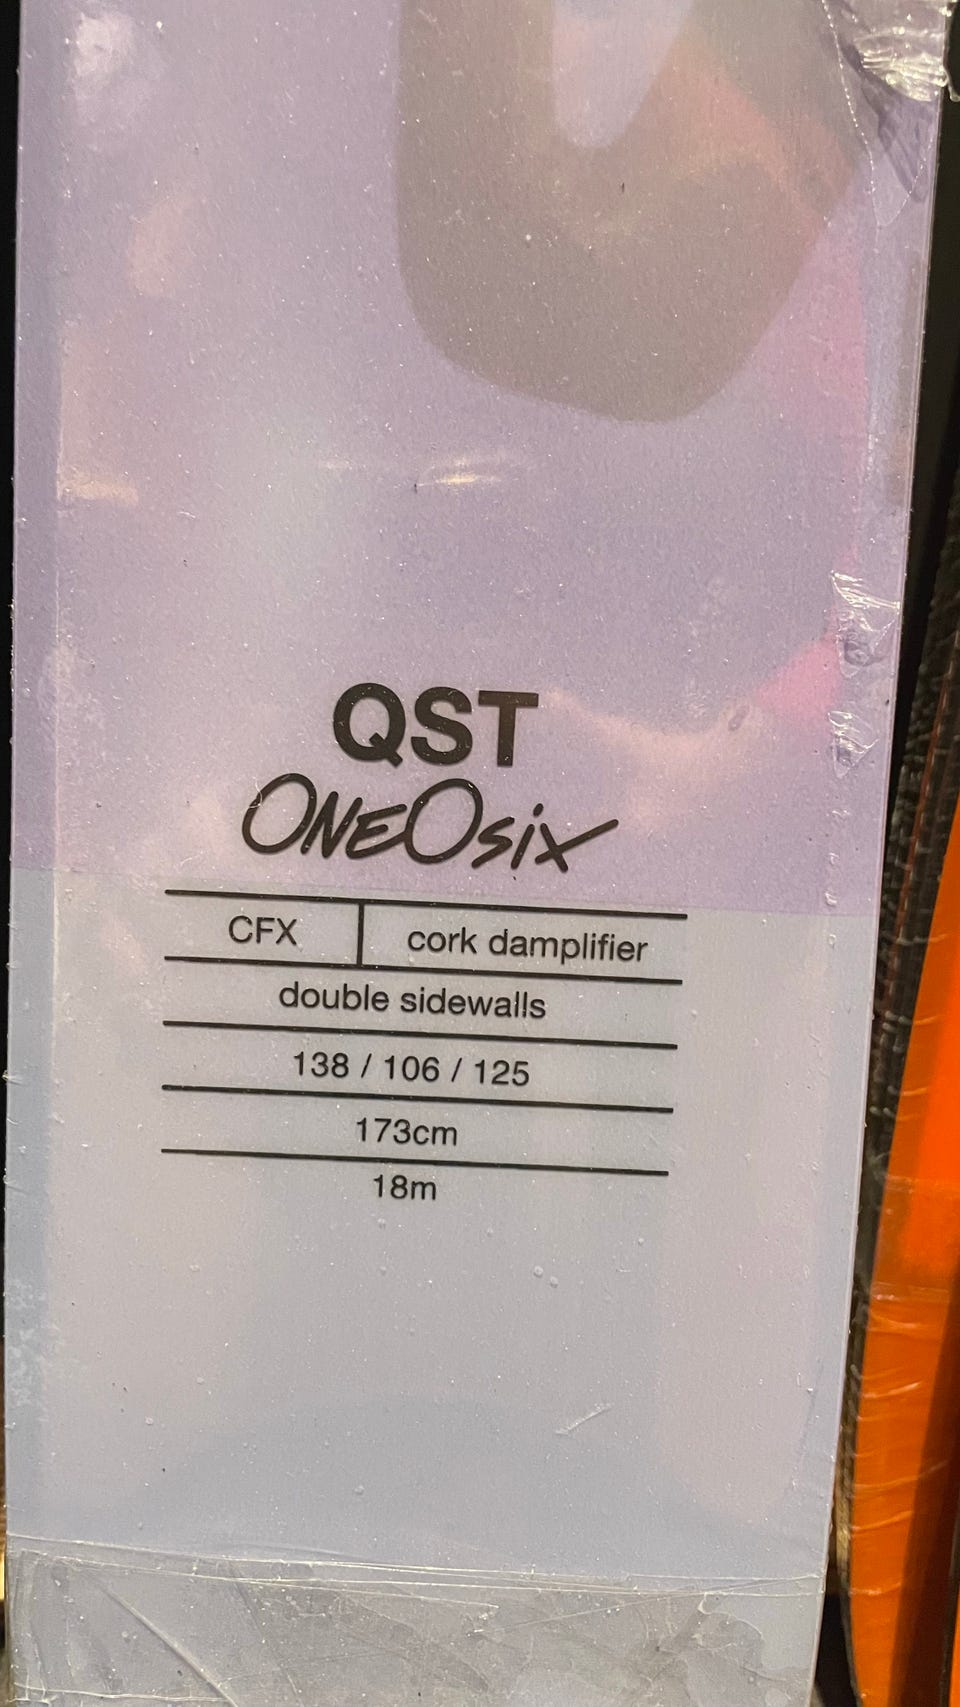 QST
ONEOSiX
CFX cork damplifier
double sidewalls
138 / 106 / 125
173cm
18m